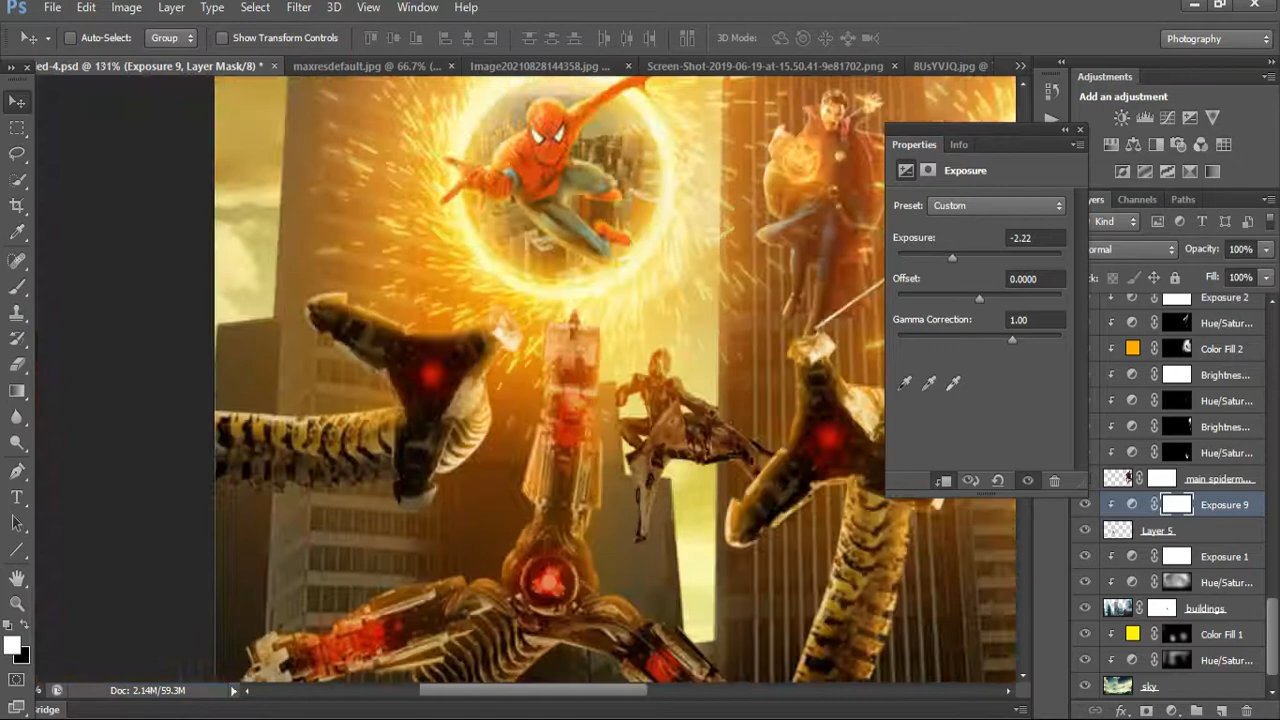 Ps File Edit Image Layer Type Select Filter 3D View Window Help
Auto-Select: Group Show Transform Controls 3D Mode: Photography
ed-4.psd @ 131% (Exposure 9, Layer Mask/8) * × maxresdefault.jpg @ 66.7% (... × Image20210828144358.jpg ... × Screen-Shot-2019-06-19-at-15.50.41-9e81702.png × 8UsYVJQ.jpg @
Adjustments
Add an adjustment
Properties Info
Exposure
Preset: Custom
Exposure: -2.22
Offset: 0.0000
Gamma Correction: 1.00
yers Channels Paths
Kind
ormal Opacity: 100%
ck: Fill: 100%
Exposure 2
Hue/Satur...
Color Fill 2
Brightnes...
Hue/Satur...
Brightnes...
Hue/Satur...
main spiderm...
Exposure 9
Layer 5
Exposure 1
Hue/Satur...
buildings
Color Fill 1
Hue/Satur...
sky
% Doc: 2.14M/59.3M
Bridge